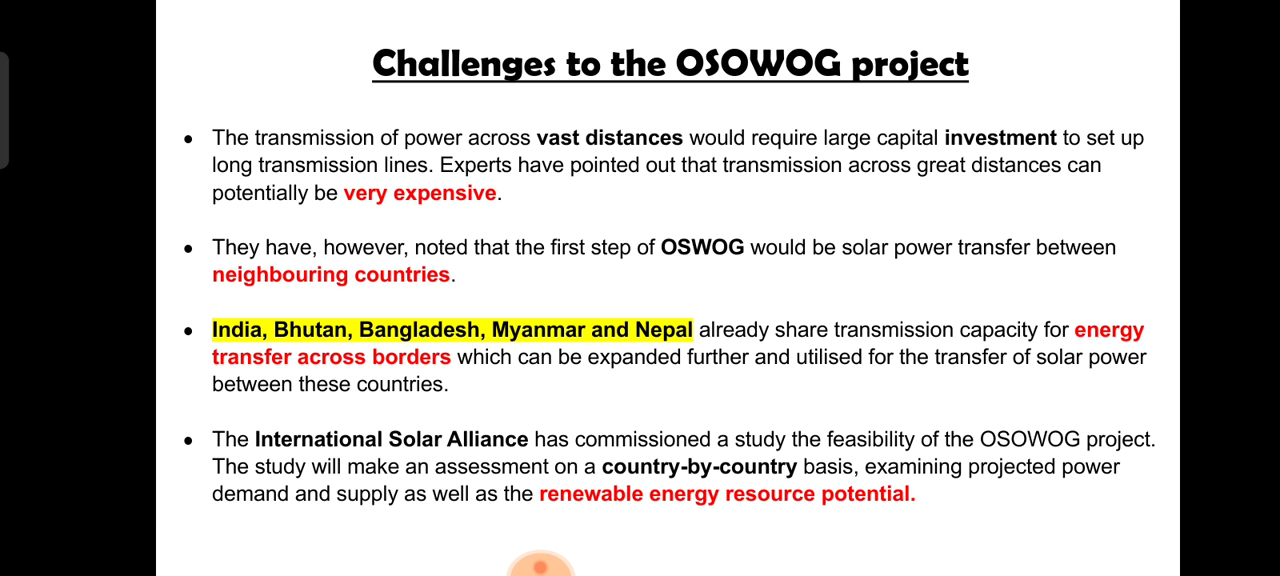 Challenges to the OSOWOG project
• The transmission of power across vast distances would require large capital investment to set up
long transmission lines. Experts have pointed out that transmission across great distances can
potentially be very expensive.
• They have, however, noted that the first step of OSWOG would be solar power transfer between
neighbouring countries.
• India, Bhutan, Bangladesh, Myanmar and Nepal already share transmission capacity for energy
transfer across borders which can be expanded further and utilised for the transfer of solar power
between these countries.
• The International Solar Alliance has commissioned a study the feasibility of the OSOWOG project.
The study will make an assessment on a country-by-country basis, examining projected power
demand and supply as well as the renewable energy resource potential.